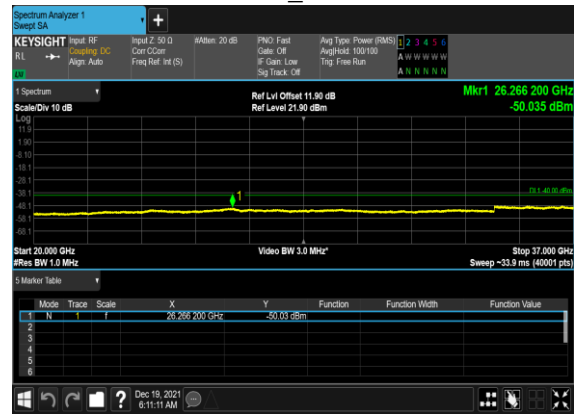 Spectrum Analyzer 1
Swept SA
+
KEYSIGHT Input: RF Input Z: 50 Ω #Atten: 20 dB PNO: Fast Avg Type: Power (RMS) 1 2 3 4 5 6
RL Coupling: DC Corr CCorr Gate: Off Avg|Hold: 100/100 A W W W W W
Align: Auto Freq Ref: Int (S) IF Gain: Low Trig: Free Run
Sig Track: Off A N N N N N
1 Spectrum
Ref Lvl Offset 11.90 dB Mkr1 26.266 200 GHz
Scale/Div 10 dB Ref Level 21.90 dBm -50.035 dBm
Log
11.9
1.90
-8.10
-18.1
-28.1
-38.1 DL1 -40.00 dBm
1
-48.1
-58.1
-68.1
Start 20.000 GHz Video BW 3.0 MHz* Stop 37.000 GHz
#Res BW 1.0 MHz Sweep ~33.9 ms (40001 pts)
5 Marker Table
Mode Trace Scale X Y Function Function Width Function Value
1 N 1 f 26.266 200 GHz -50.03 dBm
2
3
4
5
6
? Dec 19, 2021
6:11:11 AM